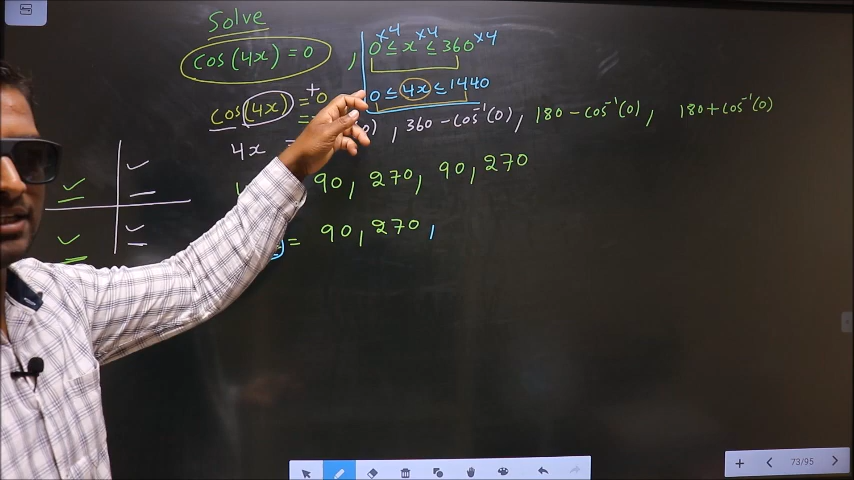 Solve
cos(4x) = 0 , 0 ≤ x ≤ 360
×4 ×4 ×4
0 ≤ 4x ≤ 1440
cos(4x) = + 0
4x 0) , 360 - cos⁻¹(0) , 180 - cos⁻¹(0) , 180 + cos⁻¹(0)
90 , 270 , 90 , 270
= 90 , 270 ,
73/95